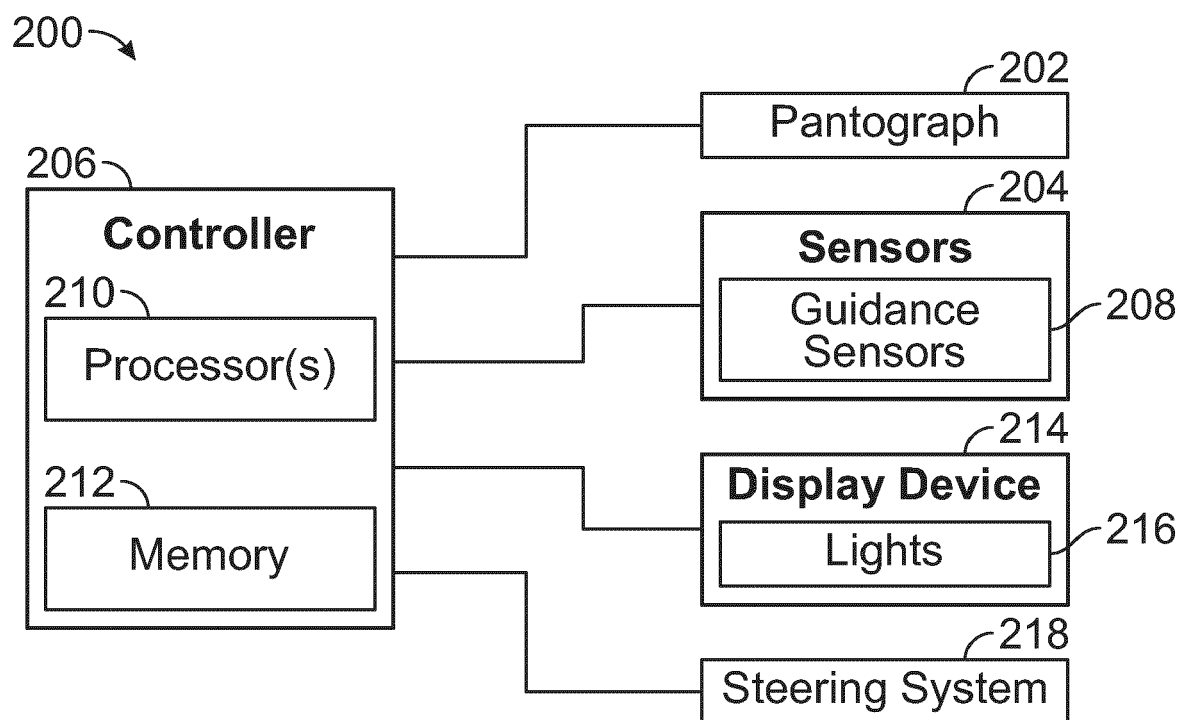 200
202
Pantograph
206
Controller
204
Sensors
210
Processor(s)
Guidance
Sensors
208
212
Memory
214
Display Device
Lights
216
218
Steering System